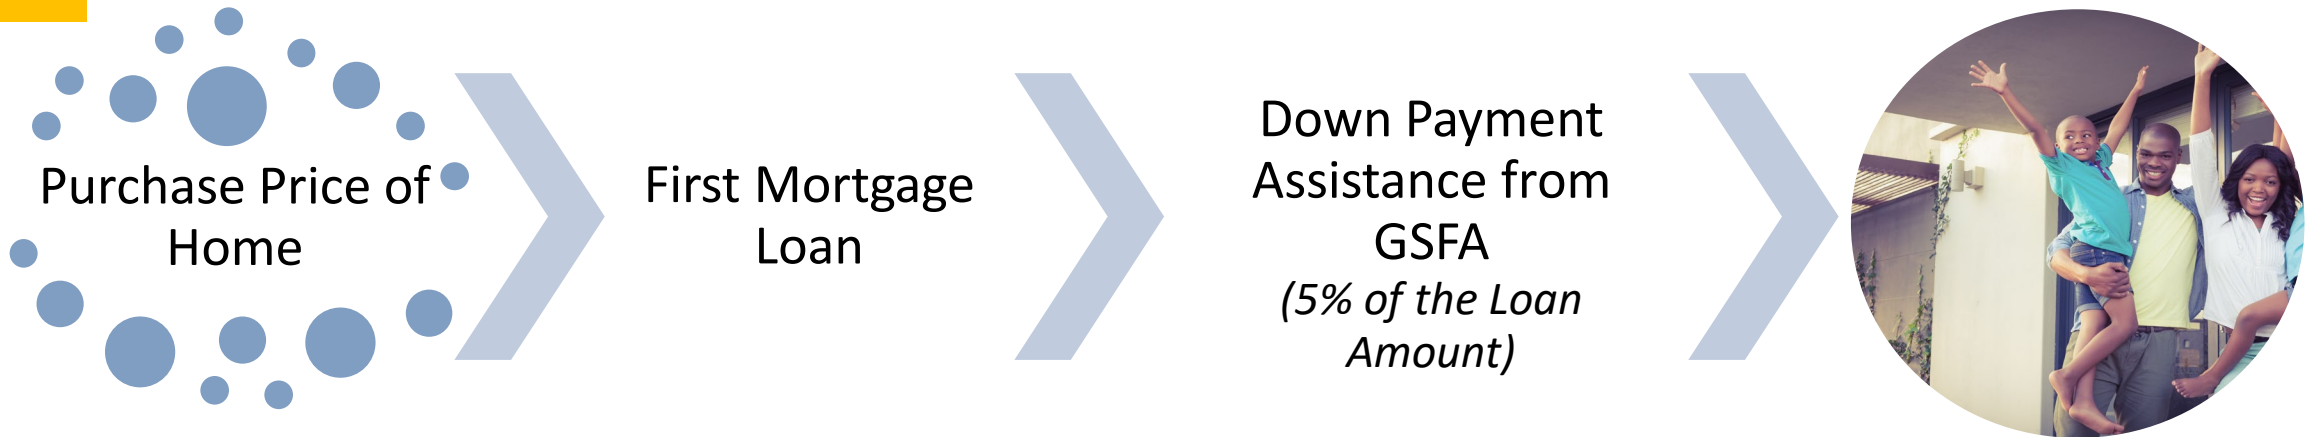 Purchase Price of
Home
First Mortgage
Loan
Down Payment
Assistance from
GSFA
(5% of the Loan
Amount)